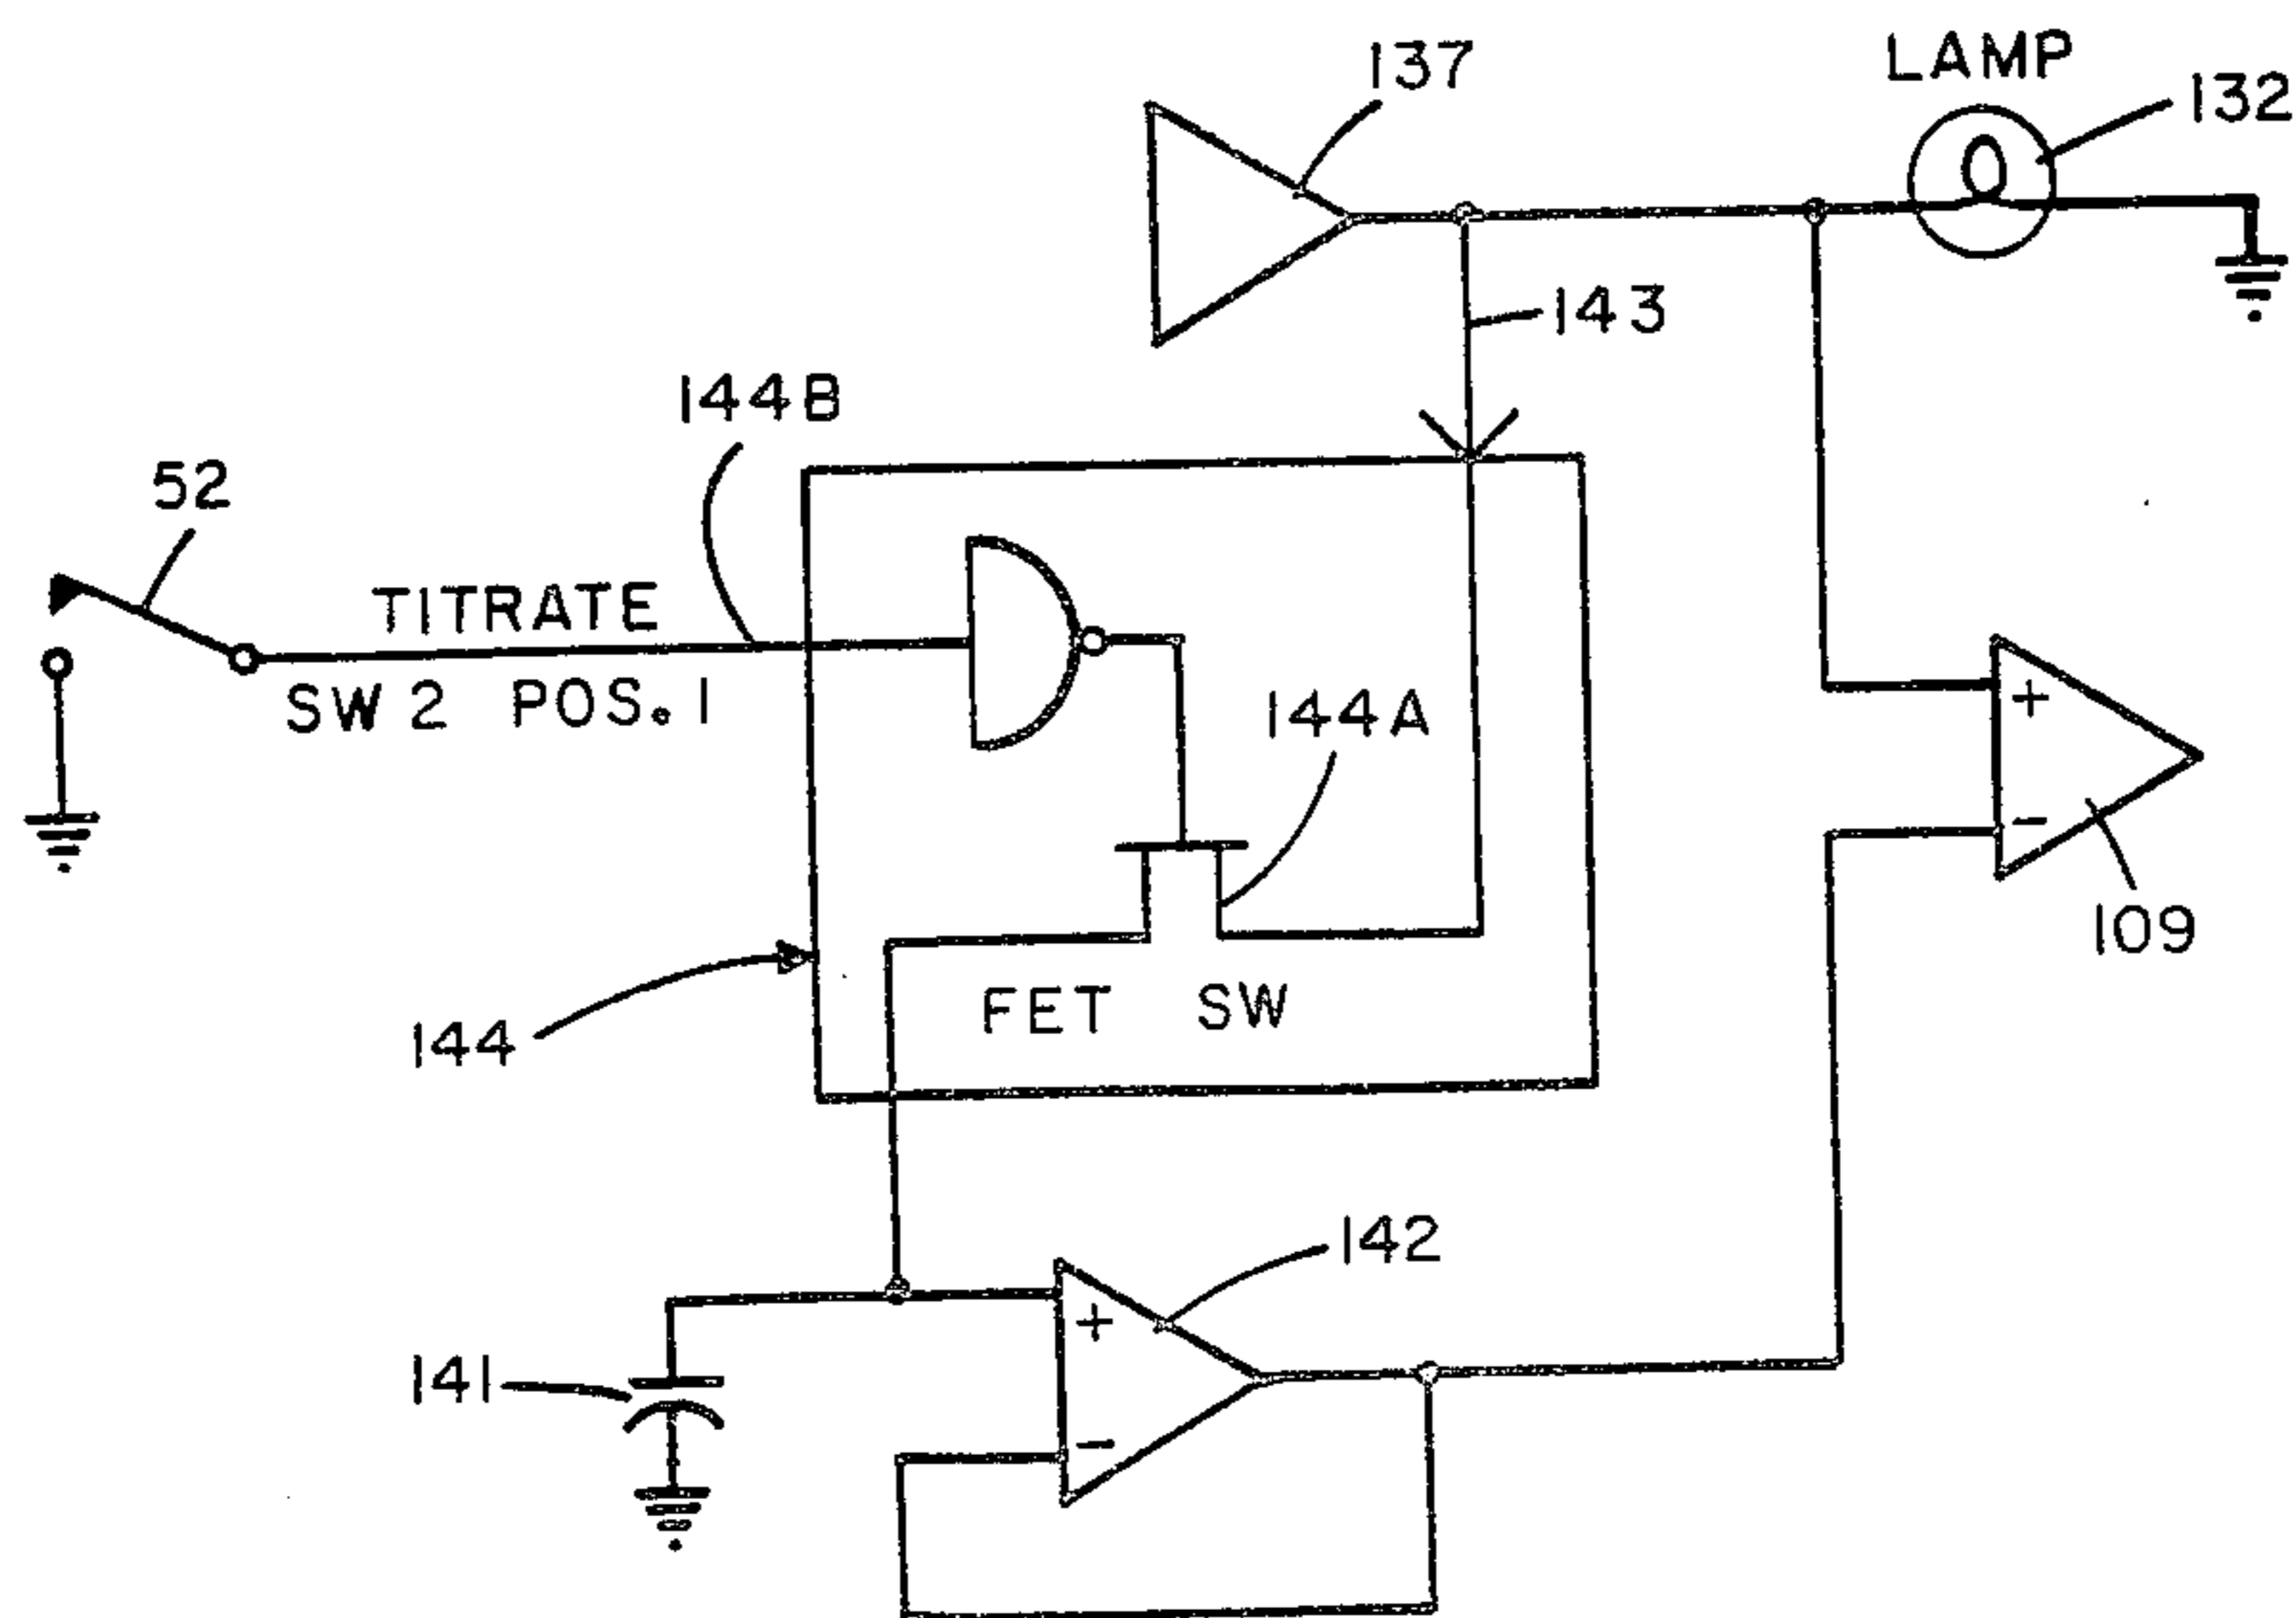 LAMP
137
132
143
144B
52
TITRATE
SW 2 POS. 1
144A
+
-
109
FET SW
144
142
+
141
-